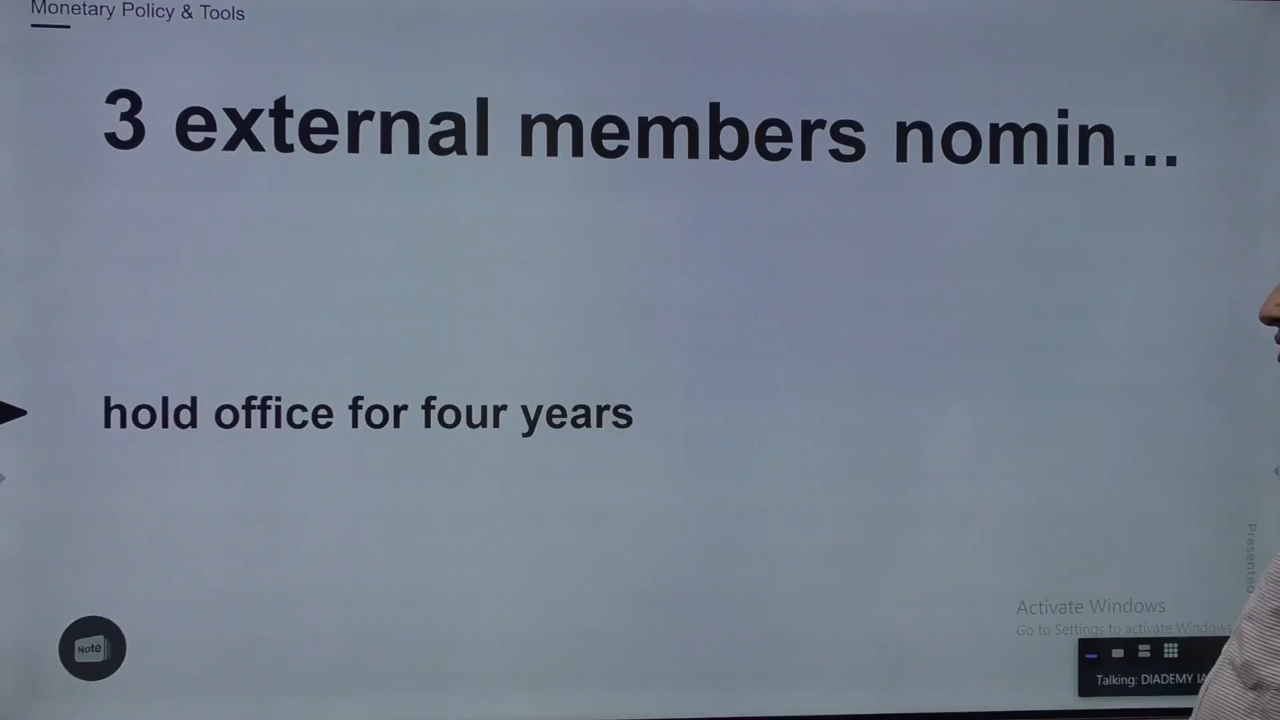 Monetary Policy & Tools
3 external members nomin...
hold office for four years
Note
Presented
Activate Windows
Go to Settings to activate Windows.
Talking: DIADEMY